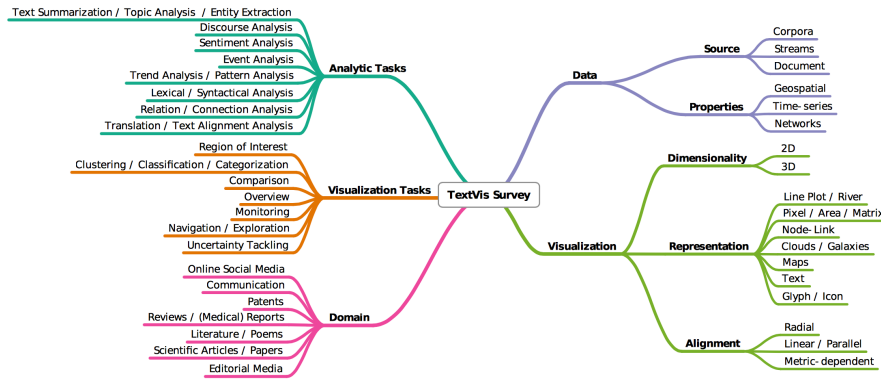 Text Summarization / Topic Analysis / Entity Extraction
Discourse Analysis
Sentiment Analysis
Event Analysis
Trend Analysis / Pattern Analysis
Lexical / Syntactical Analysis
Relation / Connection Analysis
Translation / Text Alignment Analysis
Analytic Tasks
Region of Interest
Clustering / Classification / Categorization
Comparison
Overview
Monitoring
Navigation / Exploration
Uncertainty Tackling
Visualization Tasks
Online Social Media
Communication
Patents
Reviews / (Medical) Reports
Literature / Poems
Scientific Articles / Papers
Editorial Media
Domain
TextVis Survey
Data
Source
Corpora
Streams
Document
Properties
Geospatial
Time-series
Networks
Visualization
Dimensionality
2D
3D
Representation
Line Plot / River
Pixel / Area / Matrix
Node-Link
Clouds / Galaxies
Maps
Text
Glyph / Icon
Alignment
Radial
Linear / Parallel
Metric-dependent